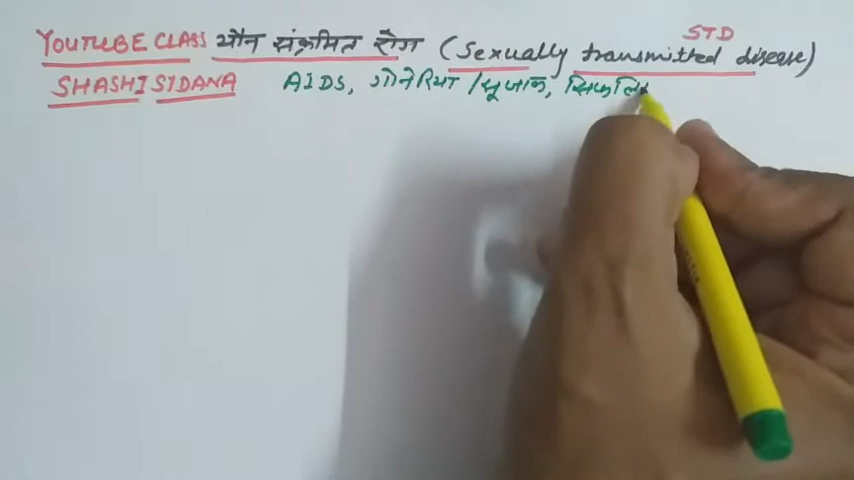 STD
YOUTUBE CLASS यौन संक्रमित रोग (Sexually transmitted disease)
SHASHI SIDANA AIDS, गोनेरिया / सूजाक,